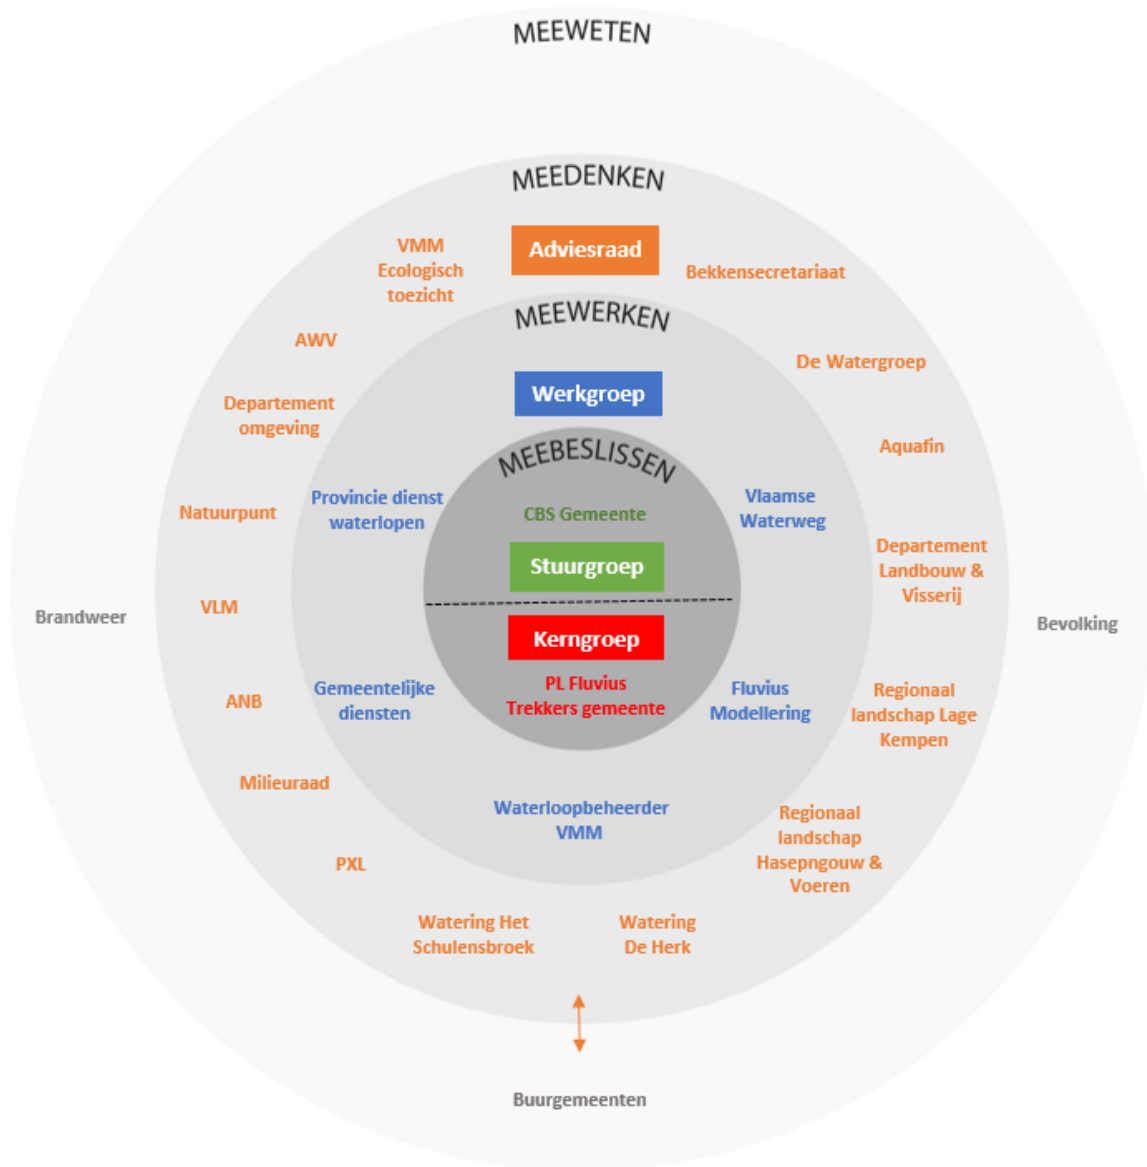 MEEWETEN
MEEDENKEN
Adviesraad
VMM
Ecologisch
toezicht
Bekkensecretariaat
MEEWERKEN
AWV
De Watergroep
Werkgroep
Departement
omgeving
Aquafin
MEEBESLISSEN
Provincie dienst
waterlopen
Vlaamse
Waterweg
Natuurpunt
CBS Gemeente
Stuurgroep
Departement
Landbouw &
Visserij
VLM
Brandweer
Bevolking
Kerngroep
PL Fluvius
Trekkers gemeente
Gemeentelijke
diensten
Fluvius
Modellering
ANB
Regionaal
landschap Lage
Kempen
Milieuraad
Waterloopbeheerder
VMM
Regionaal
landschap
Hasepngouw &
Voeren
PXL
Watering Het
Schulensbroek
Watering
De Herk
Buurgemeenten